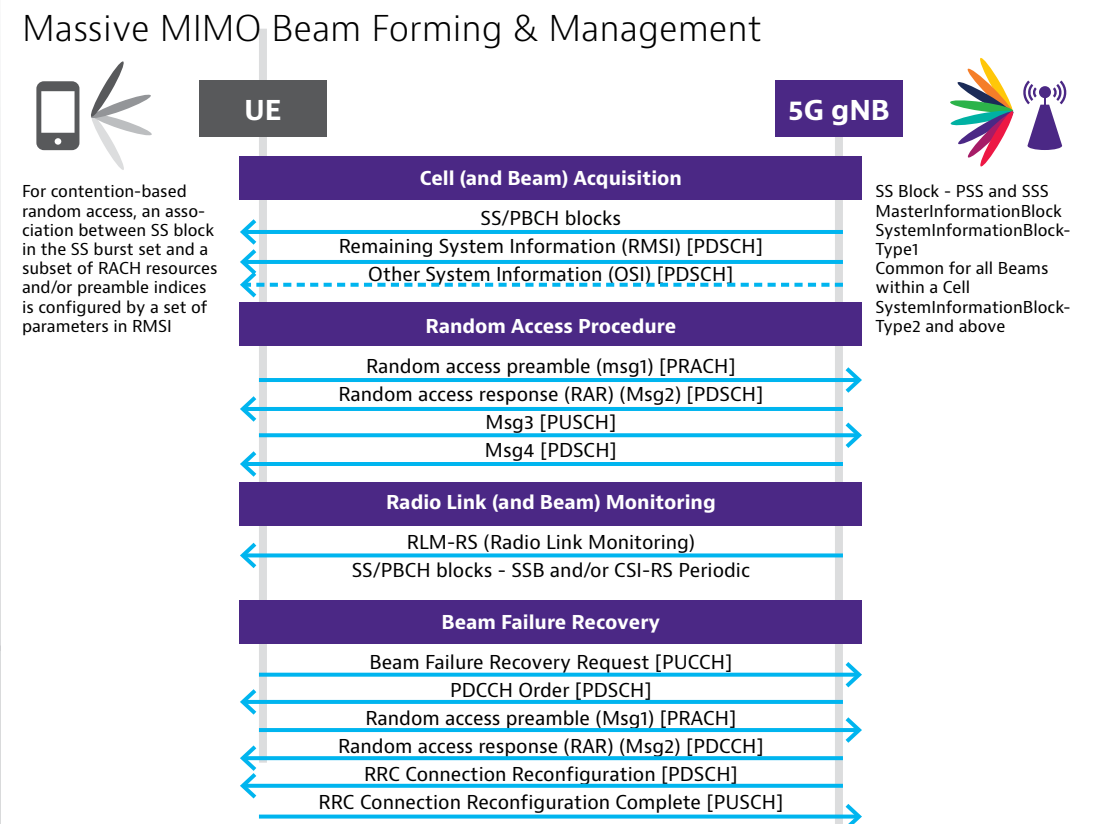 Massive MIMO Beam Forming & Management
UE
5G gNB
For contention-based
random access, an asso-
ciation between SS block
in the SS burst set and a
subset of RACH resources
and/or preamble indices
is configured by a set of
parameters in RMSI
SS Block - PSS and SSS
MasterInformationBlock
SystemInformationBlock-
Type1
Common for all Beams
within a Cell
SystemInformationBlock-
Type2 and above
Cell (and Beam) Acquisition
SS/PBCH blocks
Remaining System Information (RMSI) [PDSCH]
Other System Information (OSI) [PDSCH]
Random Access Procedure
Random access preamble (msg1) [PRACH]
Random access response (RAR) (Msg2) [PDSCH]
Msg3 [PUSCH]
Msg4 [PDSCH]
Radio Link (and Beam) Monitoring
RLM-RS (Radio Link Monitoring)
SS/PBCH blocks - SSB and/or CSI-RS Periodic
Beam Failure Recovery
Beam Failure Recovery Request [PUCCH]
PDCCH Order [PDSCH]
Random access preamble (Msg1) [PRACH]
Random access response (RAR) (Msg2) [PDCCH]
RRC Connection Reconfiguration [PDSCH]
RRC Connection Reconfiguration Complete [PUSCH]